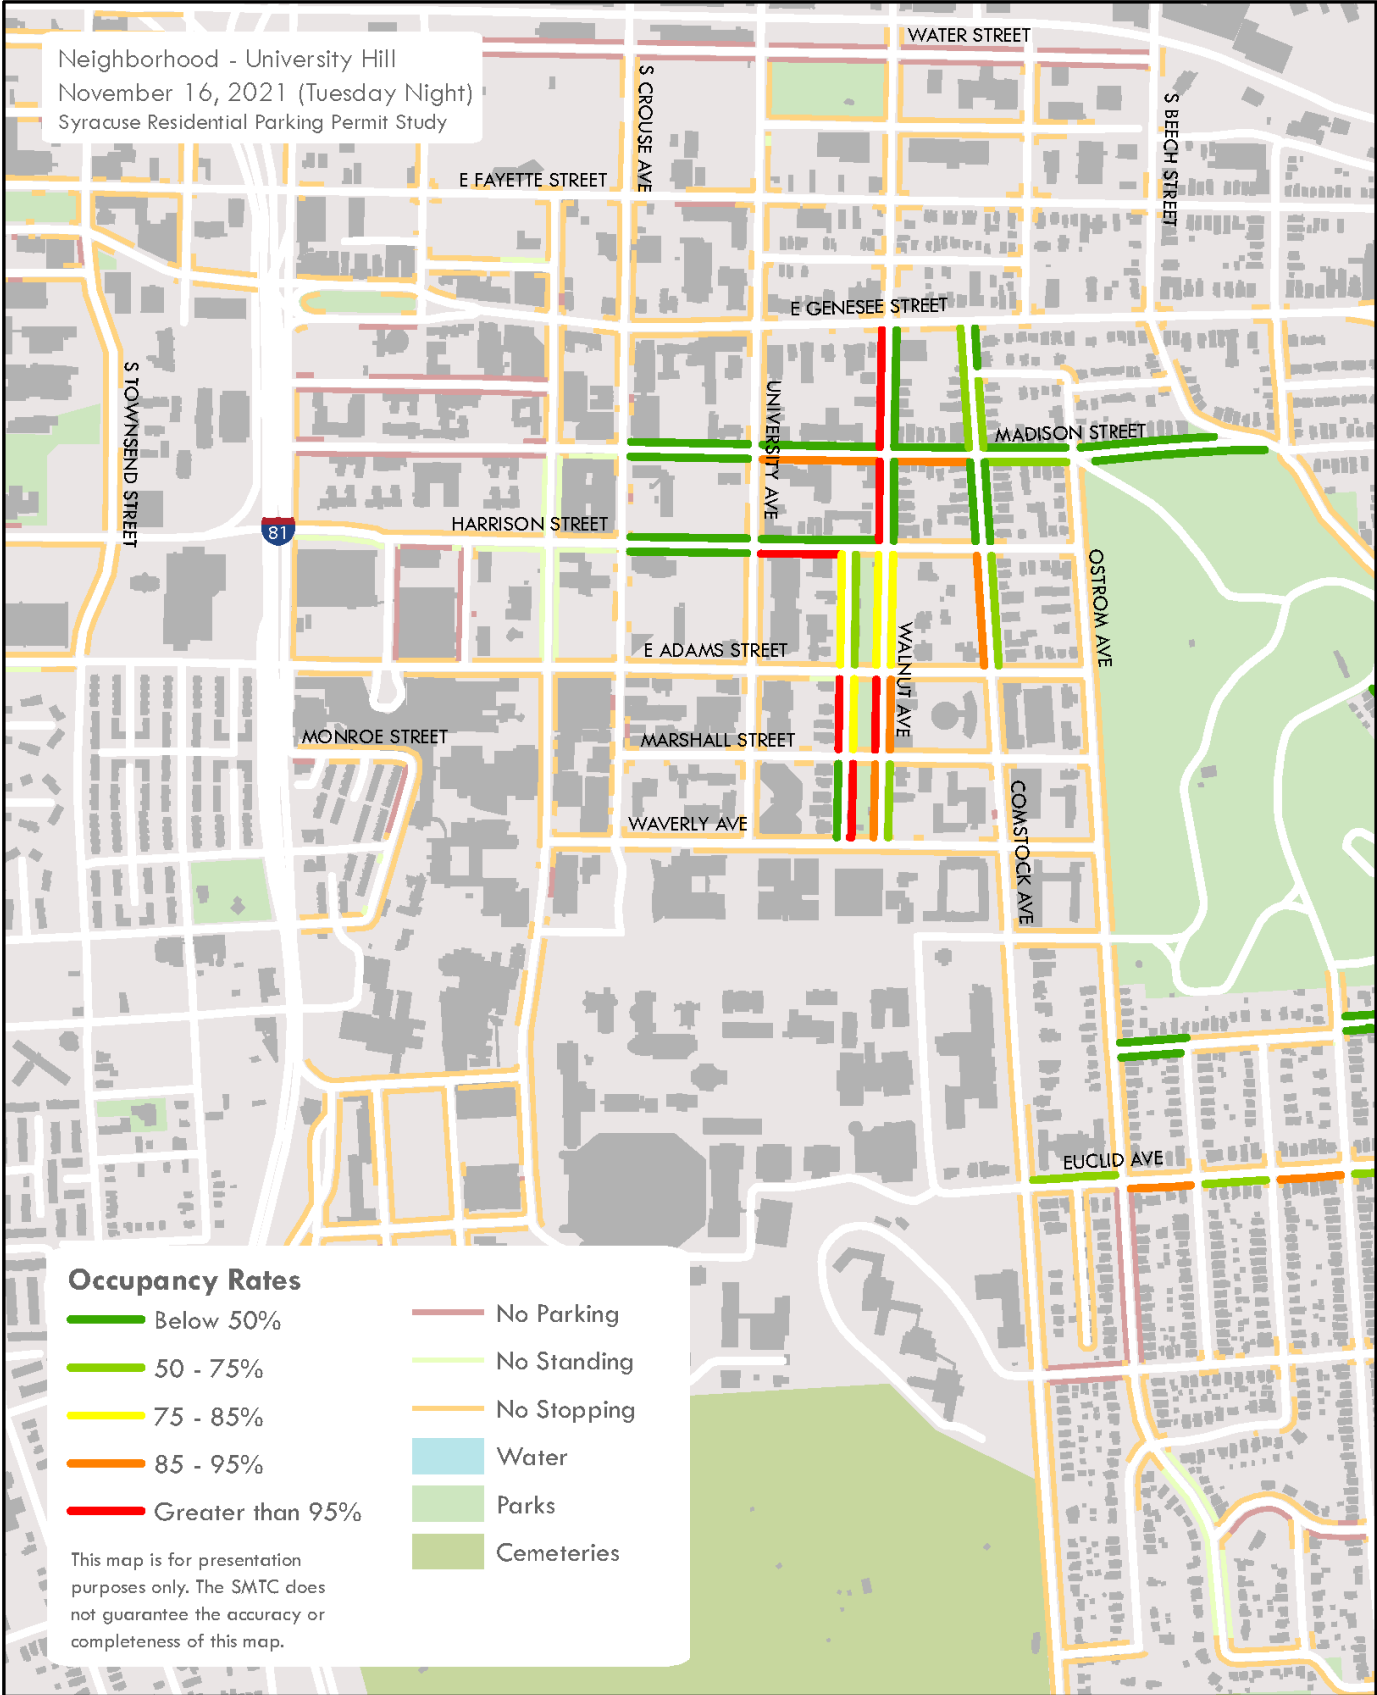 Neighborhood - University Hill
November 16, 2021 (Tuesday Night)
Syracuse Residential Parking Permit Study
WATER STREET
S CROUSE AVE
S BEECH STREET
E FAYETTE STREET
E GENESEE STREET
S TOWNSEND STREET
UNIVERSITY AVE
MADISON STREET
HARRISON STREET
81
OSTROM AVE
E ADAMS STREET
WALNUT AVE
MONROE STREET
MARSHALL STREET
COMSTOCK AVE
WAVERLY AVE
EUCLID AVE
Occupancy Rates
Below 50%
50 - 75%
75 - 85%
85 - 95%
Greater than 95%
No Parking
No Standing
No Stopping
Water
Parks
Cemeteries
This map is for presentation
purposes only. The SMTC does
not guarantee the accuracy or
completeness of this map.